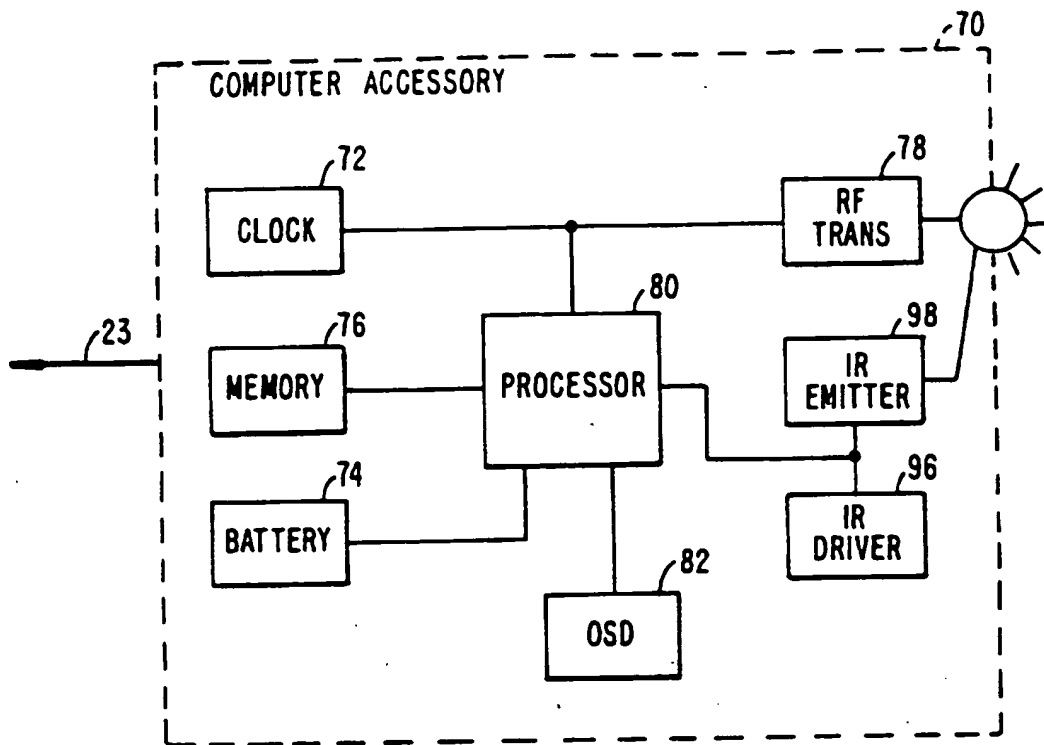 70
COMPUTER ACCESSORY
72
CLOCK
78
RF
TRANS
80
PROCESSOR
23
76
MEMORY
98
IR
EMITTER
74
BATTERY
96
IR
DRIVER
82
OSD